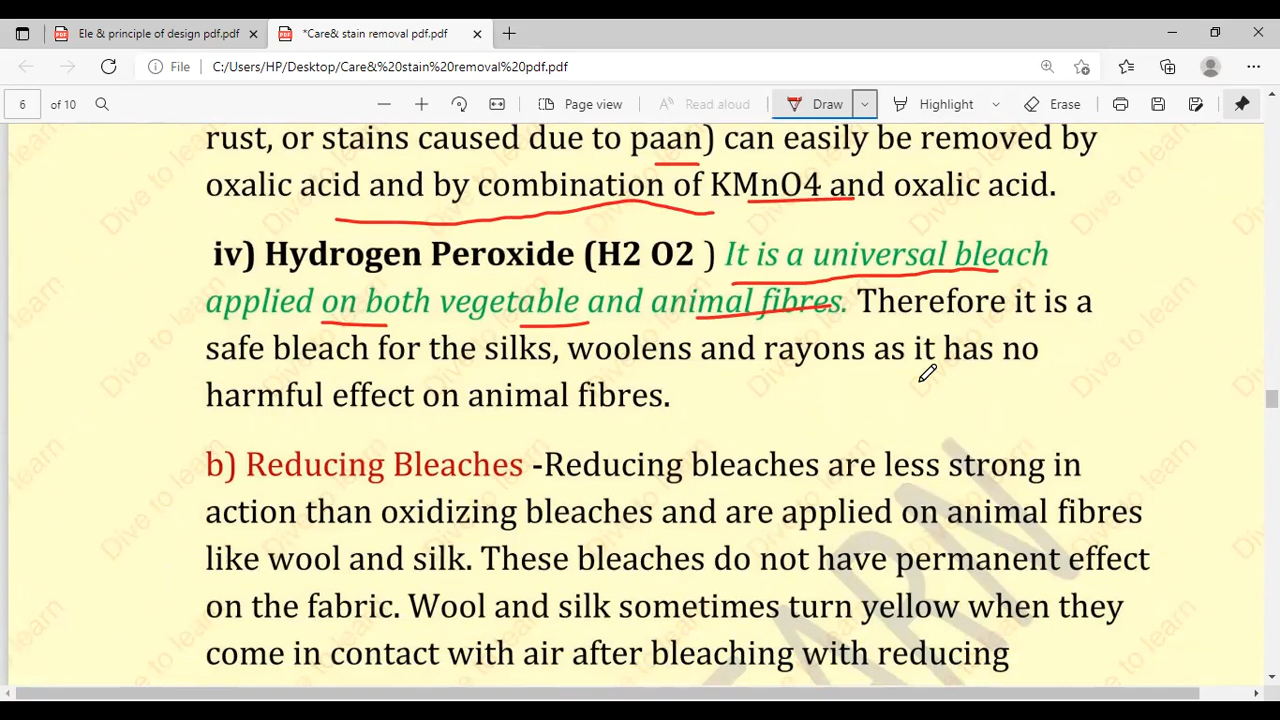 Ele & principle of design pdf.pdf
*Care& stain removal pdf.pdf
File
C:/Users/HP/Desktop/Care&%20stain%20removal%20pdf.pdf
6 of 10
Page view
Read aloud
Draw
Highlight
Erase
rust, or stains caused due to paan) can easily be removed by
oxalic acid and by combination of KMnO4 and oxalic acid.
iv) Hydrogen Peroxide (H2 O2 ) It is a universal bleach
applied on both vegetable and animal fibres. Therefore it is a
safe bleach for the silks, woolens and rayons as it has no
harmful effect on animal fibres.
b) Reducing Bleaches -Reducing bleaches are less strong in
action than oxidizing bleaches and are applied on animal fibres
like wool and silk. These bleaches do not have permanent effect
on the fabric. Wool and silk sometimes turn yellow when they
come in contact with air after bleaching with reducing
Dive to learn